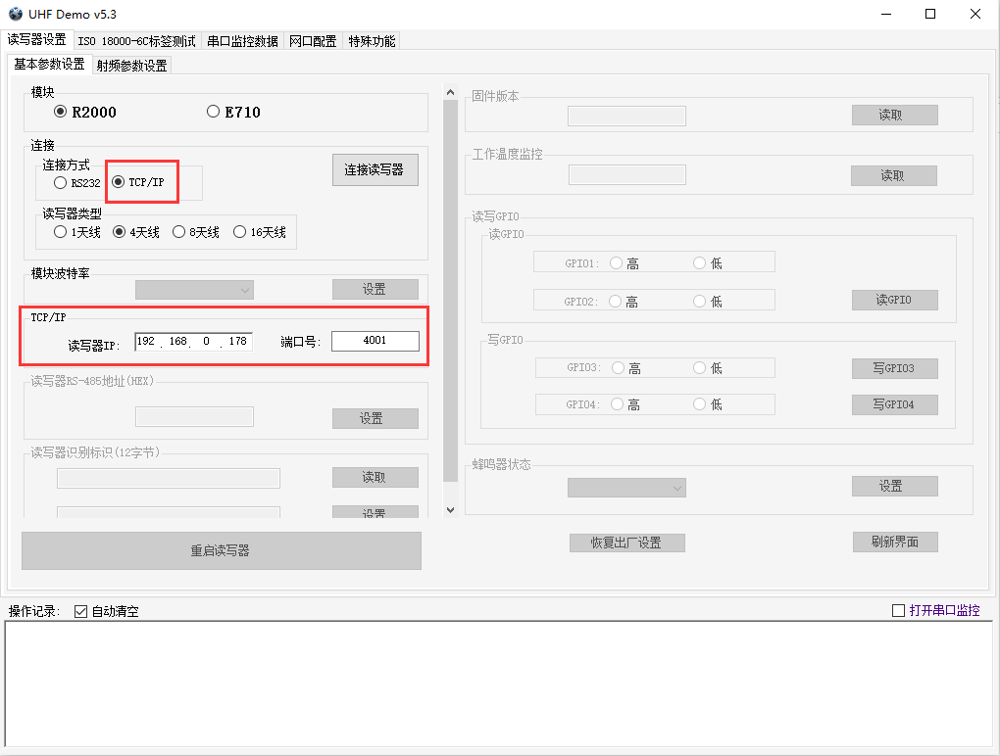 UHF Demo v5.3
读写器设置 ISO 18000-6C标签测试 串口监控数据 网口配置 特殊功能
基本参数设置 射频参数设置
模块
R2000 E710
连接
连接方式
RS232 TCP/IP
连接读写器
读写器类型
1天线 4天线 8天线 16天线
模块波特率
设置
TCP/IP
读写器IP: 192 . 168 . 0 . 178 端口号: 4001
读写器RS-485地址(HEX)
设置
读写器识别标识(12字节)
读取
设置
重启读写器
固件版本
读取
工作温度监控
读取
读写GPIO
读GPIO
GPIO1: 高 低
GPIO2: 高 低
读GPIO
写GPIO
GPIO3: 高 低
写GPIO3
GPIO4: 高 低
写GPIO4
蜂鸣器状态
设置
恢复出厂设置 刷新界面
操作记录: 自动清空 打开串口监控